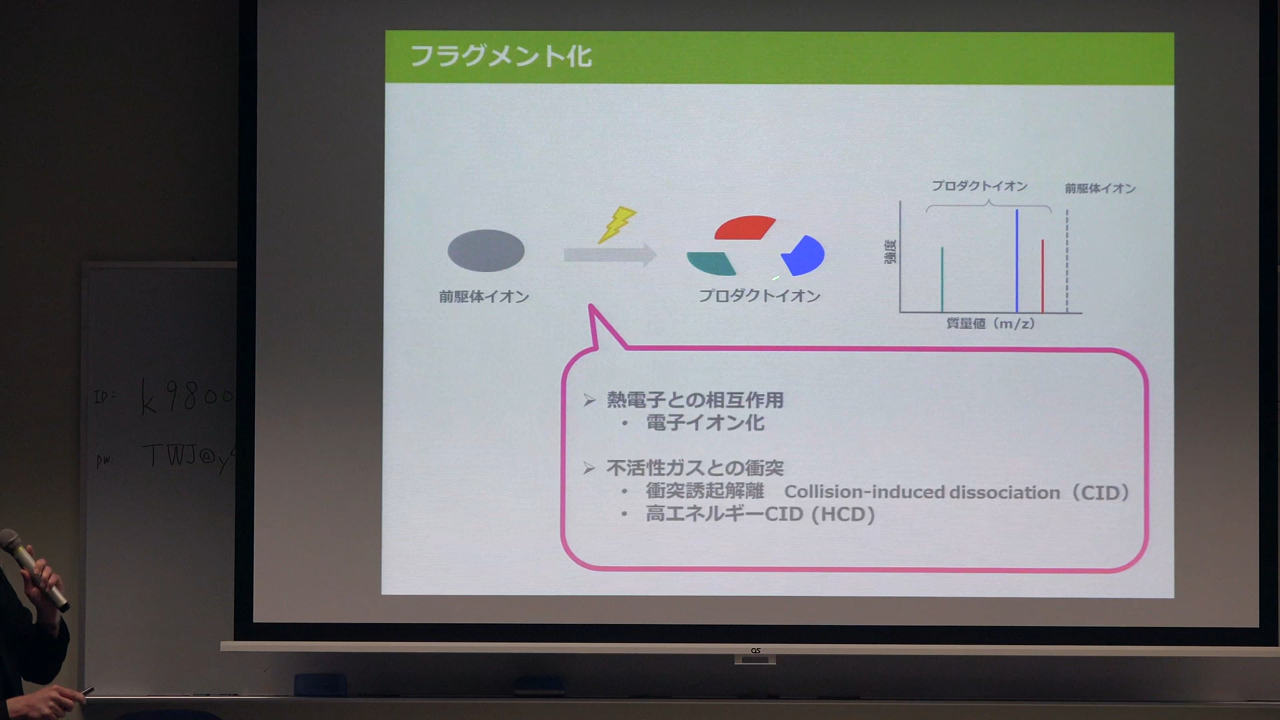 フラグメント化
プロダクトイオン
前駆体イオン
強度
前駆体イオン
プロダクトイオン
質量値（m/z）
➢ 熱電子との相互作用
・ 電子イオン化
➢ 不活性ガスとの衝突
・ 衝突誘起解離　Collision-induced dissociation（CID）
・ 高エネルギーCID (HCD)
ID: k9800
pw: TWJ@y
OS